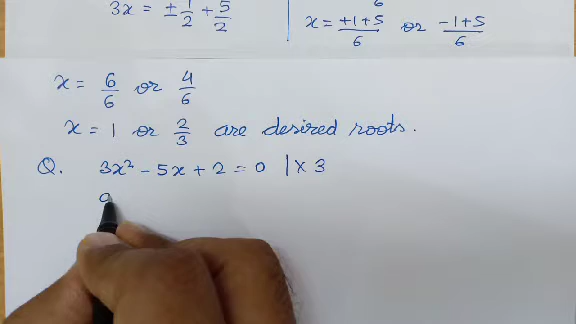 3x = ± 1/2 + 5/2
x = +1+5/6 or -1+5/6
x = 6/6 or 4/6
x = 1 or 2/3 are desired roots.
Q. 3x² - 5x + 2 = 0 | × 3
9